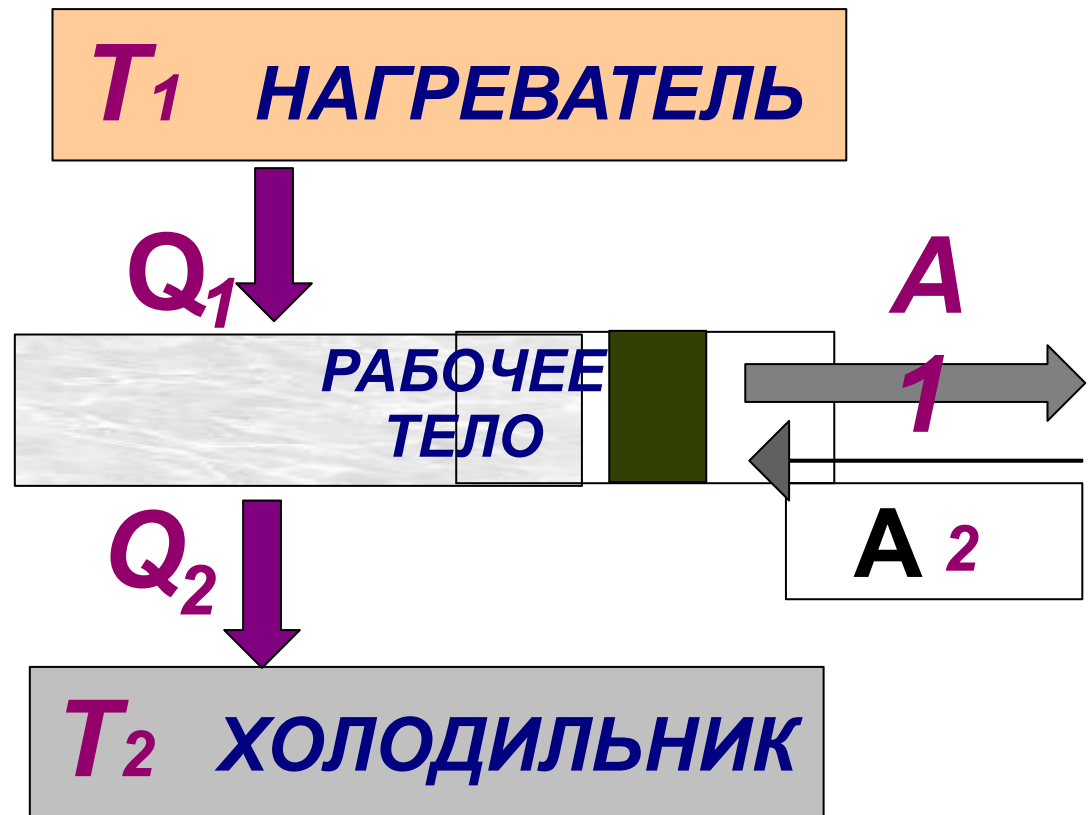 T1 НАГРЕВАТЕЛЬ
Q1
A
1
РАБОЧЕЕ
ТЕЛО
A 2
Q2
T2 ХОЛОДИЛЬНИК